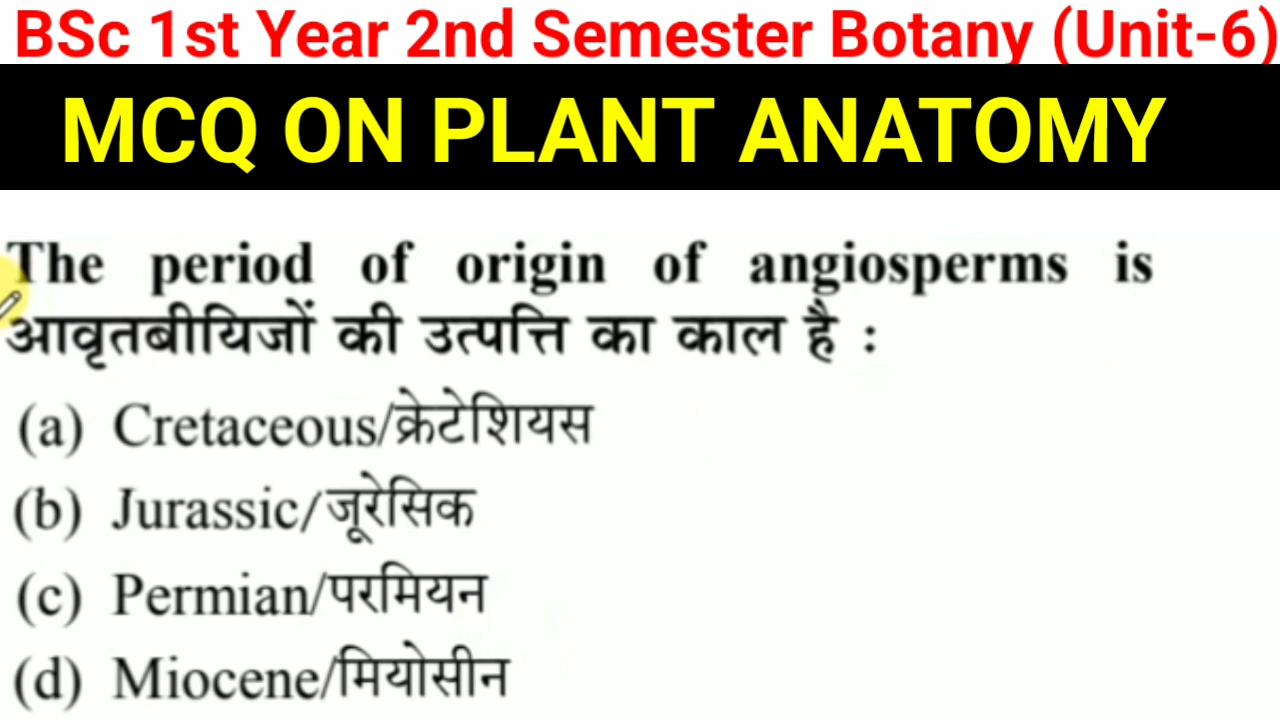 BSc 1st Year 2nd Semester Botany (Unit-6)
MCQ ON PLANT ANATOMY
The period of origin of angiosperms is
आवृतबीयिजों की उत्पत्ति का काल है :
(a) Cretaceous/क्रेटेशियस
(b) Jurassic/जूरेसिक
(c) Permian/परमियन
(d) Miocene/मियोसीन